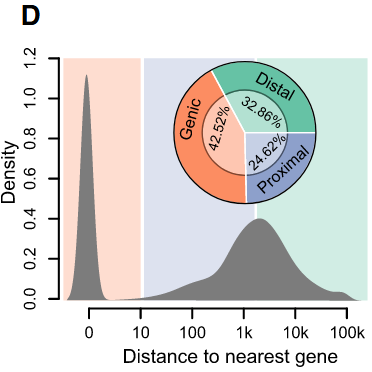 D
Density
0.0
0.2
0.4
0.6
0.8
1.0
1.2
Genic
42.52%
Distal
32.86%
Proximal
24.62%
0 10 100 1k 10k 100k
Distance to nearest gene